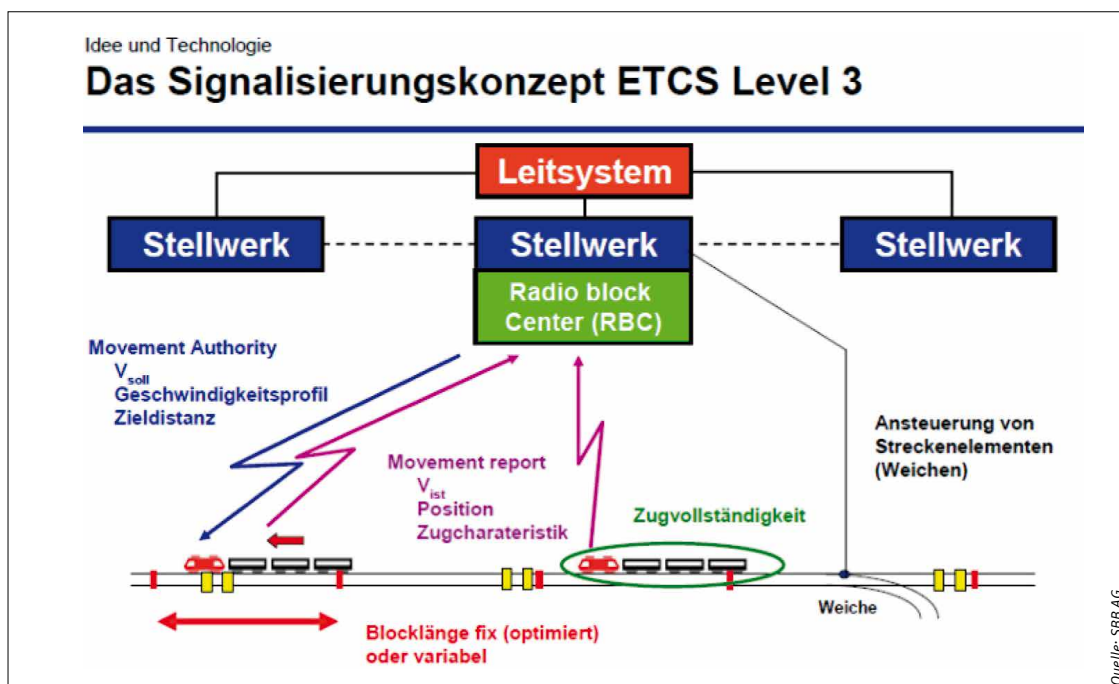 Idee und Technologie
Das Signalisierungskonzept ETCS Level 3
Leitsystem
Stellwerk
Stellwerk
Stellwerk
Radio block
Center (RBC)
Movement Authority
Vsoll
Geschwindigkeitsprofil
Zieldistanz
Movement report
Vist
Position
Zugcharateristik
Zugvollständigkeit
Ansteuerung von
Streckenelementen
(Weichen)
Weiche
Blocklänge fix (optimiert)
oder variabel
Quelle: SBB AG